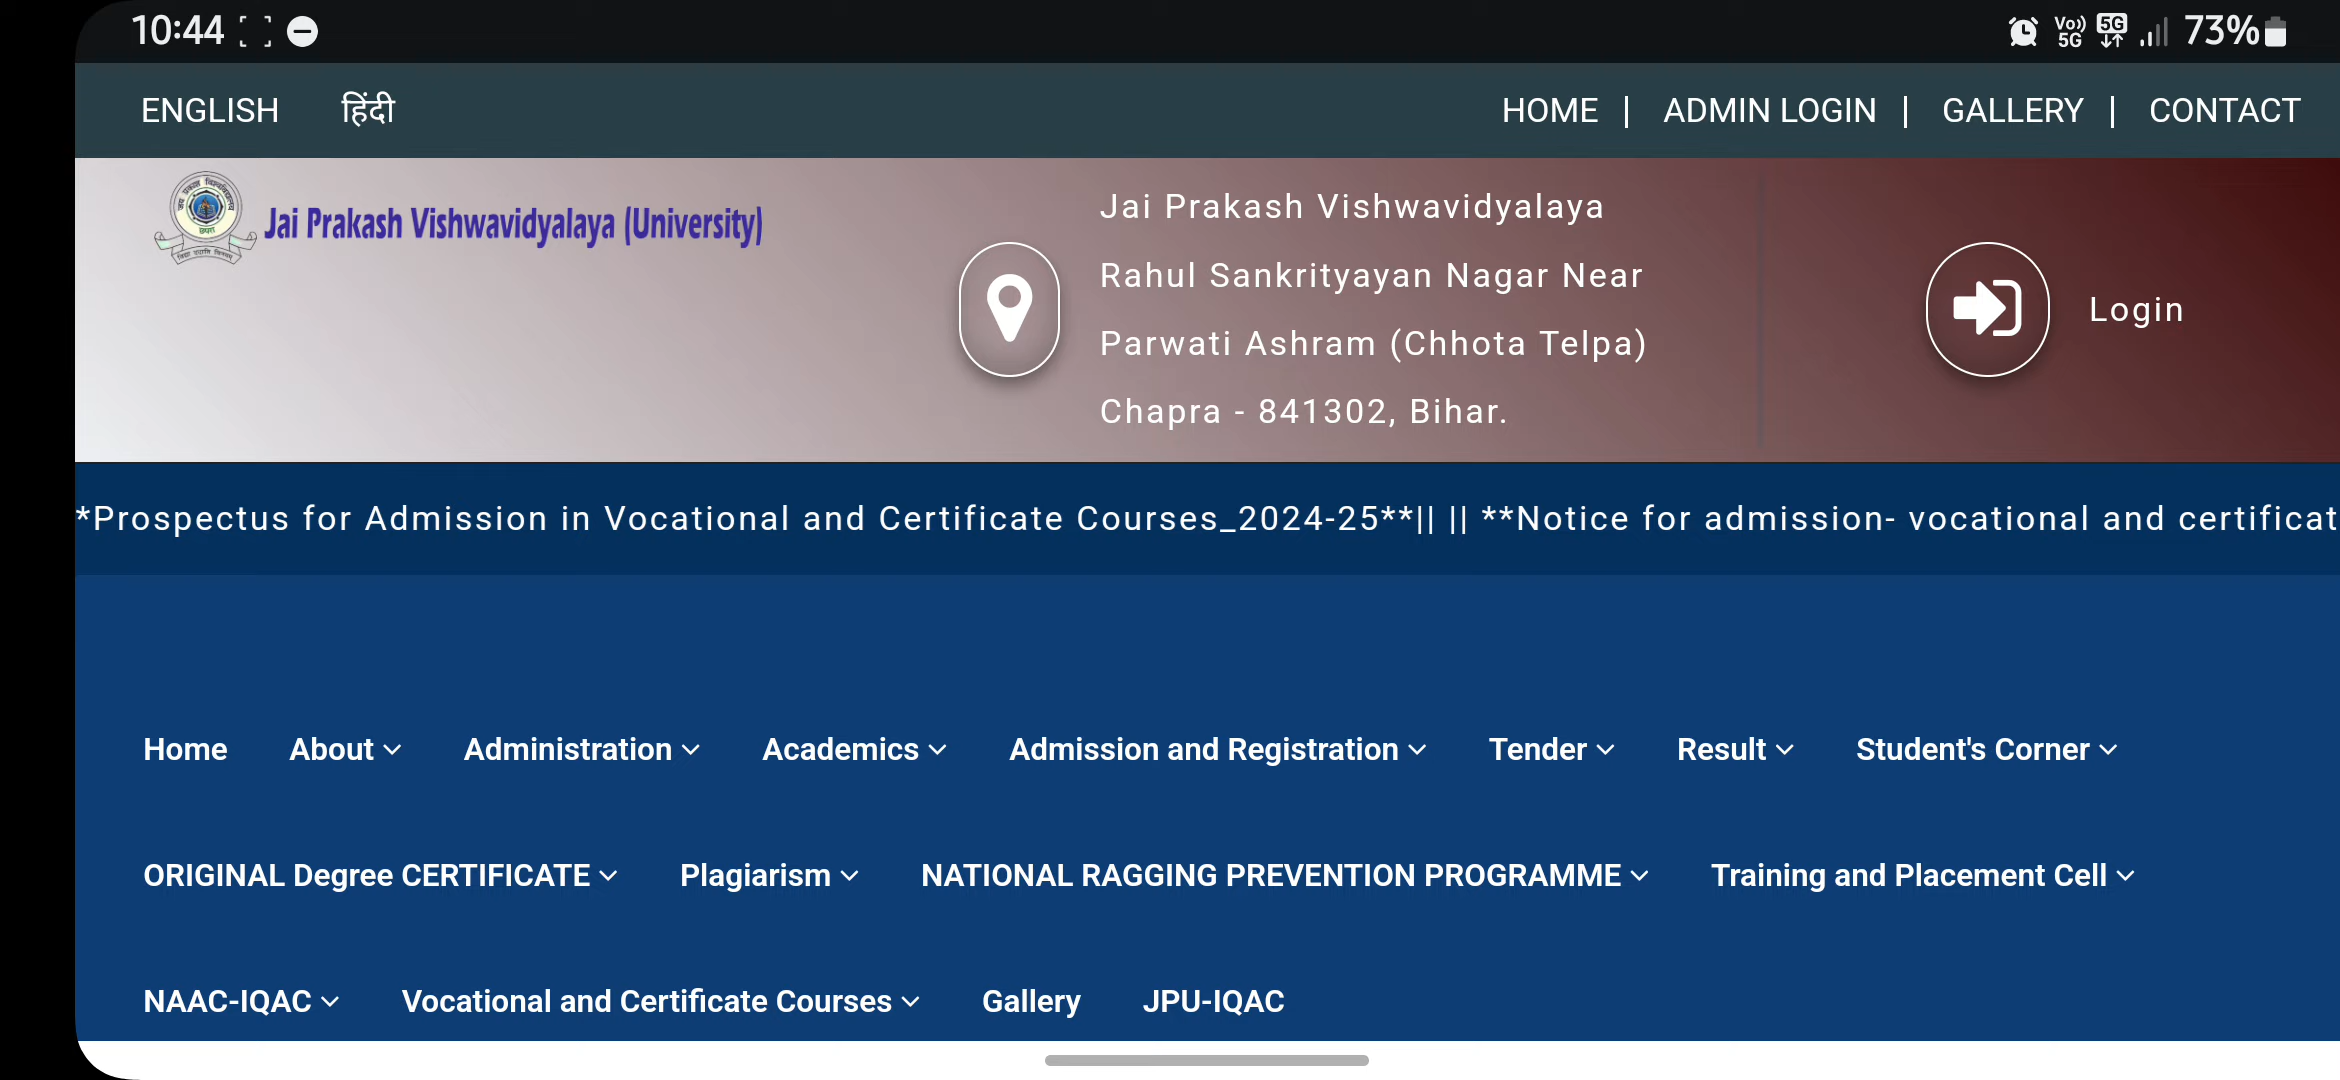 10:44
Vo)) 5G 5G 73%
ENGLISH हिंदी HOME | ADMIN LOGIN | GALLERY | CONTACT
Jai Prakash Vishwavidyalaya (University)
Jai Prakash Vishwavidyalaya
Rahul Sankrityayan Nagar Near
Parwati Ashram (Chhota Telpa)
Chapra - 841302, Bihar.
Login
*Prospectus for Admission in Vocational and Certificate Courses_2024-25**|| || **Notice for admission- vocational and certificat
Home About Administration Academics Admission and Registration Tender Result Student's Corner
ORIGINAL Degree CERTIFICATE Plagiarism NATIONAL RAGGING PREVENTION PROGRAMME Training and Placement Cell
NAAC-IQAC Vocational and Certificate Courses Gallery JPU-IQAC